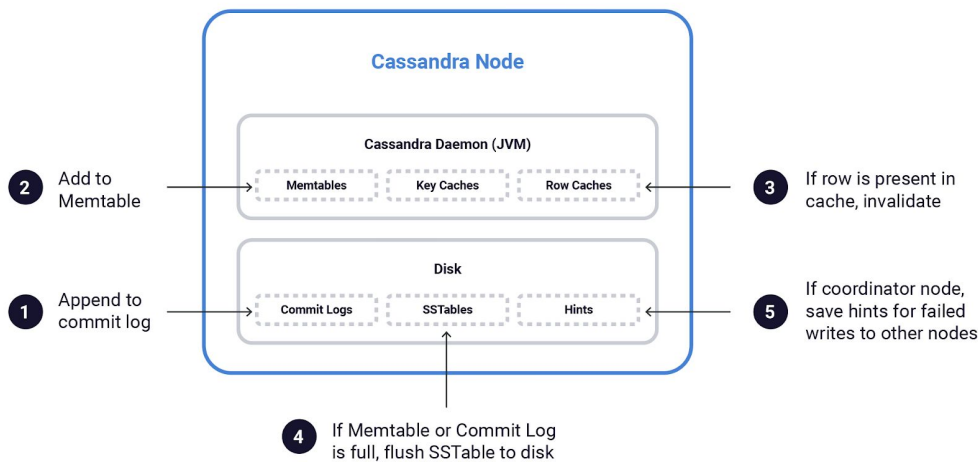 Cassandra Node
Cassandra Daemon (JVM)
2
Add to
Memtable
Memtables
Key Caches
Row Caches
3
If row is present in
cache, invalidate
Disk
1
Append to
commit log
Commit Logs
SSTables
Hints
5
If coordinator node,
save hints for failed
writes to other nodes
4
If Memtable or Commit Log
is full, flush SSTable to disk